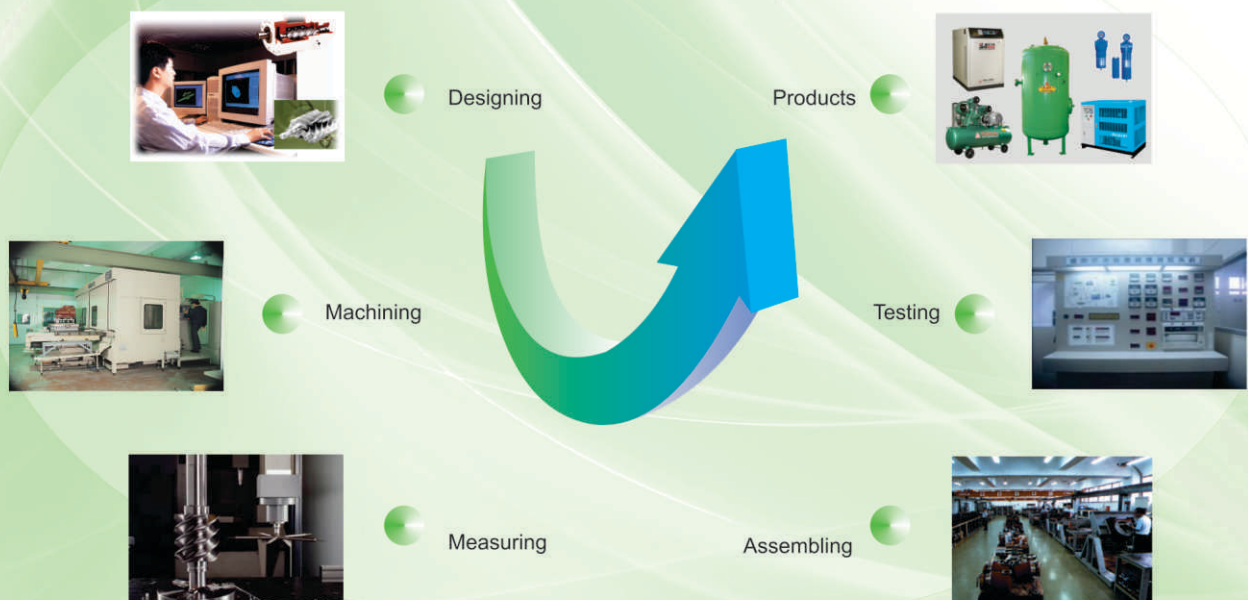 Designing
Products
Machining
Testing
Measuring
Assembling